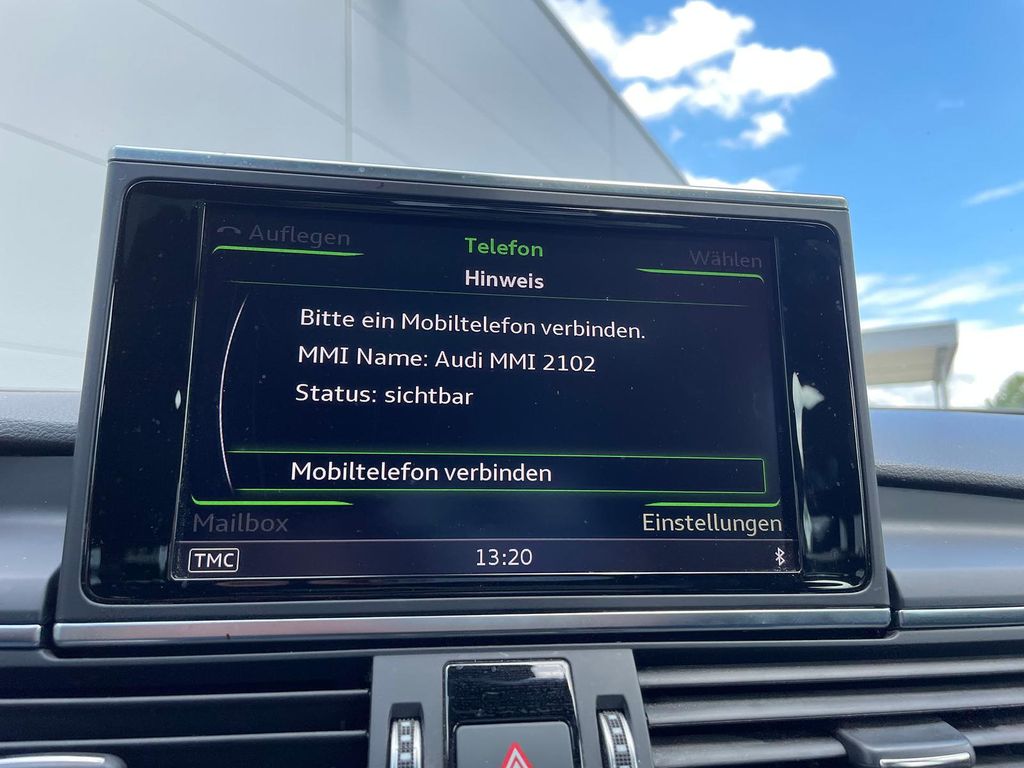 Auflegen
Telefon
Wählen
Hinweis
Bitte ein Mobiltelefon verbinden.
MMI Name: Audi MMI 2102
Status: sichtbar
Mobiltelefon verbinden
Mailbox
Einstellungen
TMC
13:20